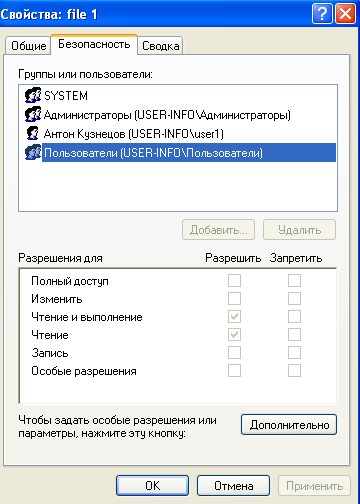 Свойства: file 1
Общие Безопасность Сводка
Группы или пользователи:
SYSTEM
Администраторы (USER-INFO\Администраторы)
Антон Кузнецов (USER-INFO\user1)
Пользователи (USER-INFO\Пользователи)
Добавить... Удалить
Разрешения для Разрешить Запретить
Полный доступ
Изменить
Чтение и выполнение
Чтение
Запись
Особые разрешения
Чтобы задать особые разрешения или
параметры, нажмите эту кнопку: Дополнительно
ОК Отмена Применить